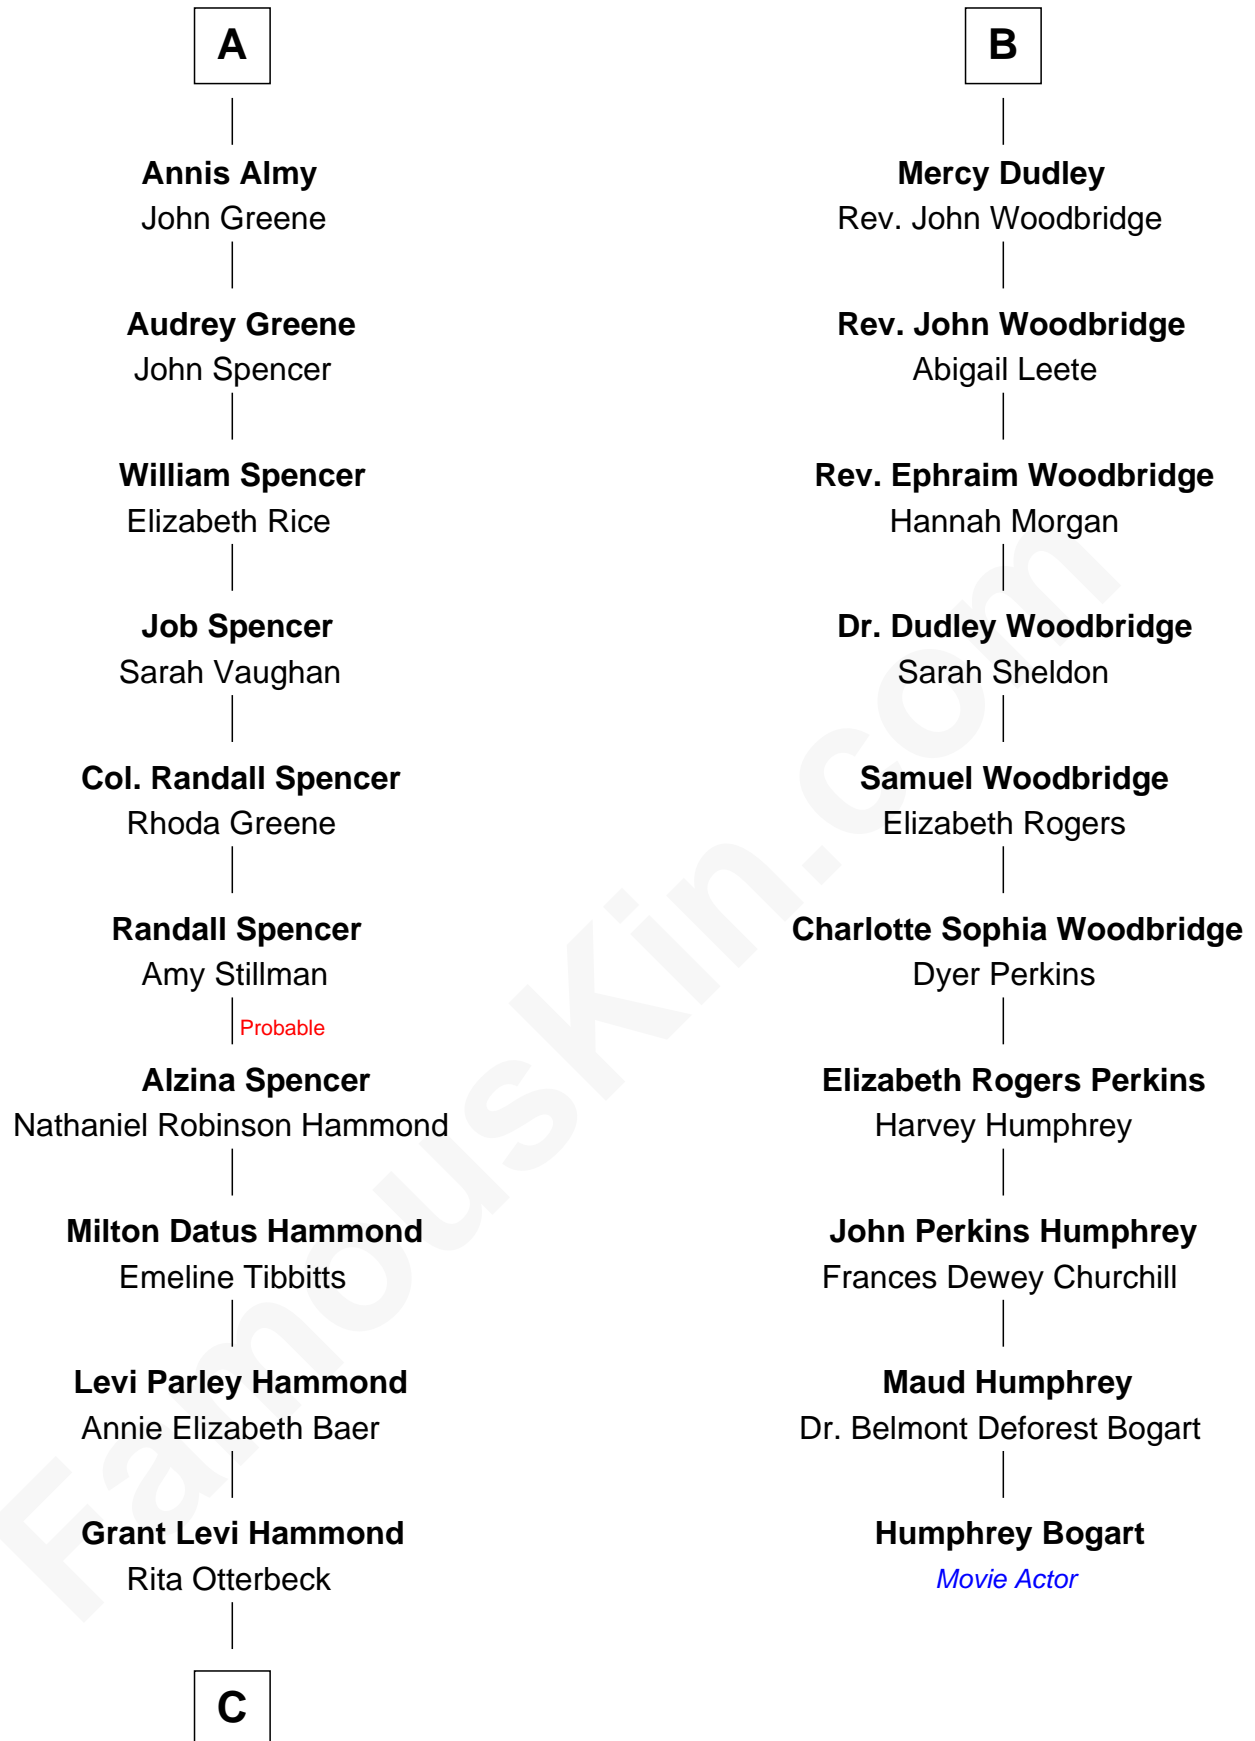 A
Annis Almy
John Greene
Audrey Greene
John Spencer
William Spencer
Elizabeth Rice
Job Spencer
Sarah Vaughan
Col. Randall Spencer
Rhoda Greene
Randall Spencer
Amy Stillman
Probable
Alzina Spencer
Nathaniel Robinson Hammond
Milton Datus Hammond
Emeline Tibbitts
Levi Parley Hammond
Annie Elizabeth Baer
Grant Levi Hammond
Rita Otterbeck
C
B
Mercy Dudley
Rev. John Woodbridge
Rev. John Woodbridge
Abigail Leete
Rev. Ephraim Woodbridge
Hannah Morgan
Dr. Dudley Woodbridge
Sarah Sheldon
Samuel Woodbridge
Elizabeth Rogers
Charlotte Sophia Woodbridge
Dyer Perkins
Elizabeth Rogers Perkins
Harvey Humphrey
John Perkins Humphrey
Frances Dewey Churchill
Maud Humphrey
Dr. Belmont Deforest Bogart
Humphrey Bogart
Movie Actor
FamousKin.com